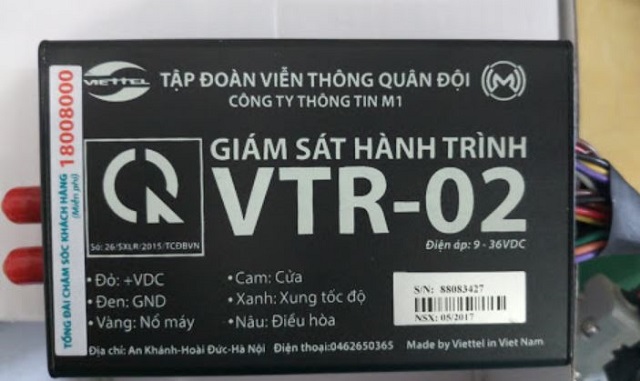 VIETTEL
TẬP ĐOÀN VIỄN THÔNG QUÂN ĐỘI
CÔNG TY THÔNG TIN M1
M
TỔNG ĐÀI CHĂM SÓC KHÁCH HÀNG
(Miễn phí)
18008000
Số: 26/SXLR/2015/TCĐBVN
GIÁM SÁT HÀNH TRÌNH
VTR-02
Điện áp: 9 - 36VDC
•Đỏ: +VDC
•Đen: GND
•Vàng: Nổ máy
•Cam: Cửa
•Xanh: Xung tốc độ
•Nâu: Điều hòa
S/N: 88083427
NSX: 05/2017
Địa chỉ: An Khánh-Hoài Đức-Hà Nội Điện thoại:0462650365 Made by Viettel in Viet Nam